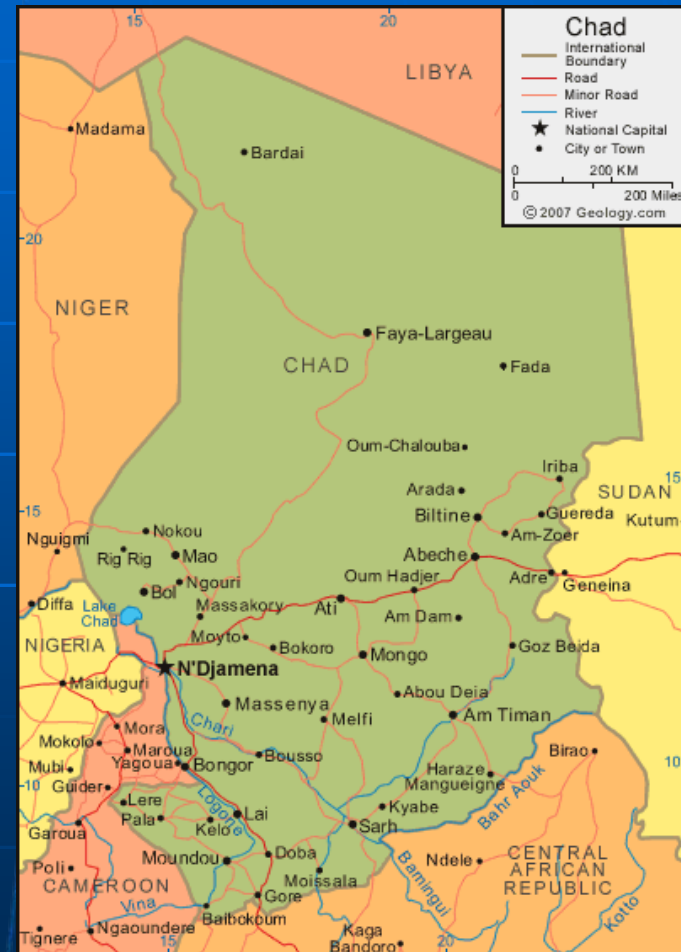 15
20
LIBYA
Chad
International
Boundary
Road
Minor Road
River
National Capital
City or Town
0 200 KM
0 200 Miles
© 2007 Geology.com
Madama
Bardai
20
NIGER
Faya-Largeau
CHAD
Fada
Oum-Chalouba
Iriba
15
Arada
SUDAN
15
Biltine
Guereda
Kutum
Nokou
Am-Zoer
Nguigmi
Rig Rig
Mao
Abeche
Oum Hadjer
Adre
Geneina
Ngouri
Bol
Diffa
Lake
Chad
Massakory
Ati
Am Dam
NIGERIA
Moyto
Bokoro
Mongo
Goz Beida
N'Djamena
Maiduguri
Abou Deia
Massenya
Am Timan
Chari
Melfi
Mora
Mokolo
Maroua
Birao
Yagoua
Bongor
Bousso
Mubi
10
10
Guider
Haraze
Mangueigne
Lere
Logone
Lai
Kyabe
Bahr Aouk
Pala
Kelo
Sarh
Garoua
Moundou
Doba
Ndele
CENTRAL
AFRICAN
REPUBLIC
Poli
Moissala
Bamingui
CAMEROON
Gore
Kotto
Vina
Baibokoum
Ngaoundere
Tignere
15
Kaga
Bandoro
20